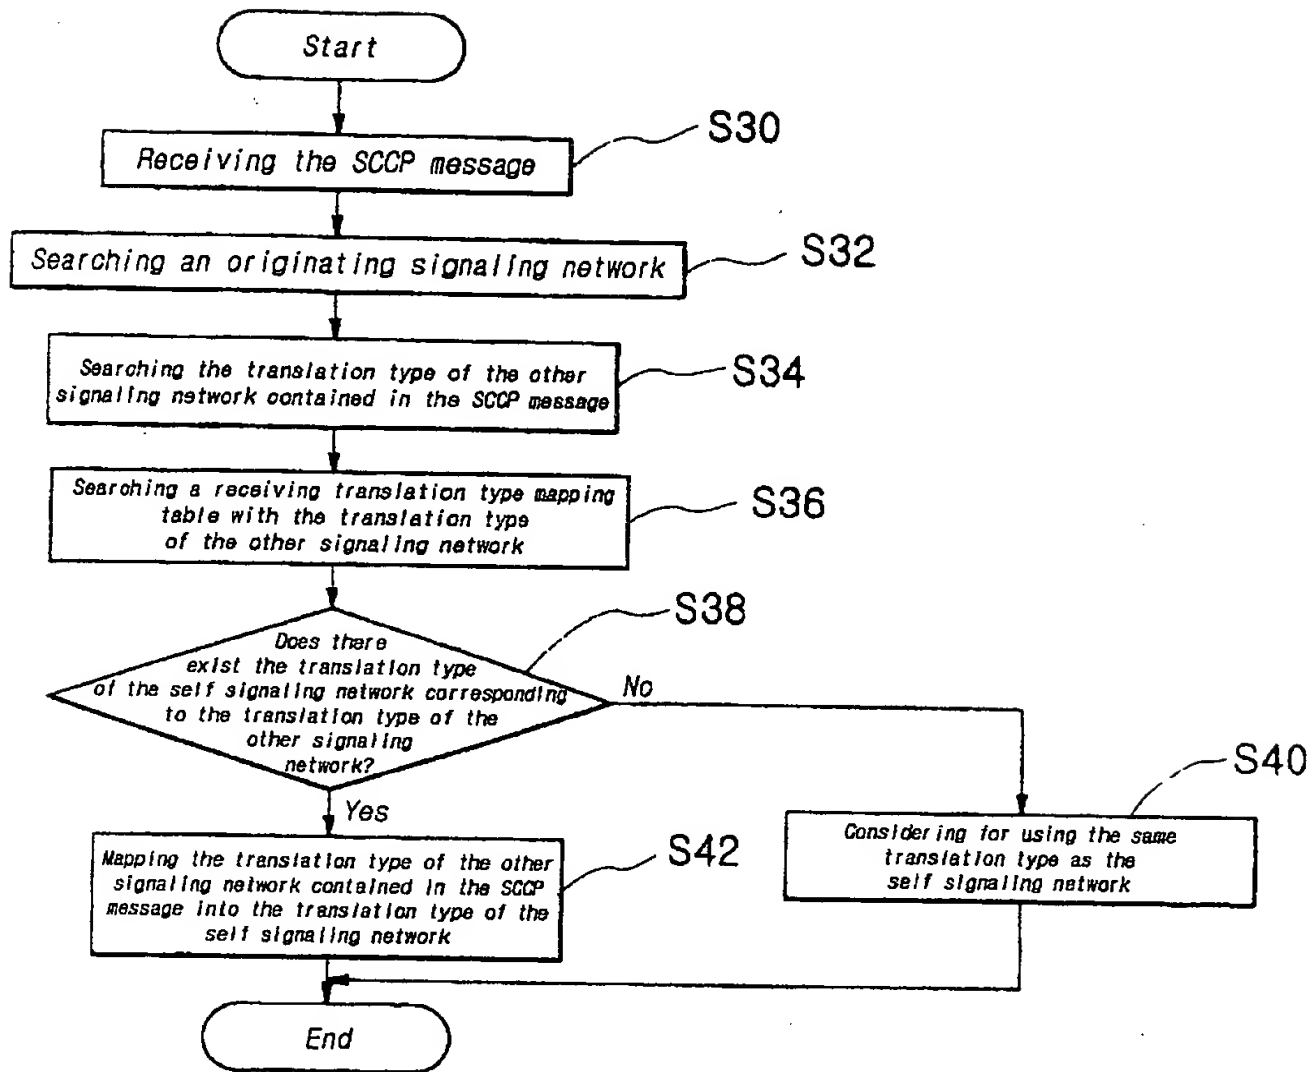 Start
Receiving the SCCP message
S30
Searching an originating signaling network
S32
Searching the translation type of the other
signaling network contained in the SCCP message
S34
Searching a receiving translation type mapping
table with the translation type
of the other signaling network
S36
Does there
exist the translation type
of the self signaling network corresponding
to the translation type of the
other signaling
network?
S38
No
Yes
Considering for using the same
translation type as the
self signaling network
S40
Mapping the translation type of the other
signaling network contained in the SCCP
message into the translation type of the
self signaling network
S42
End